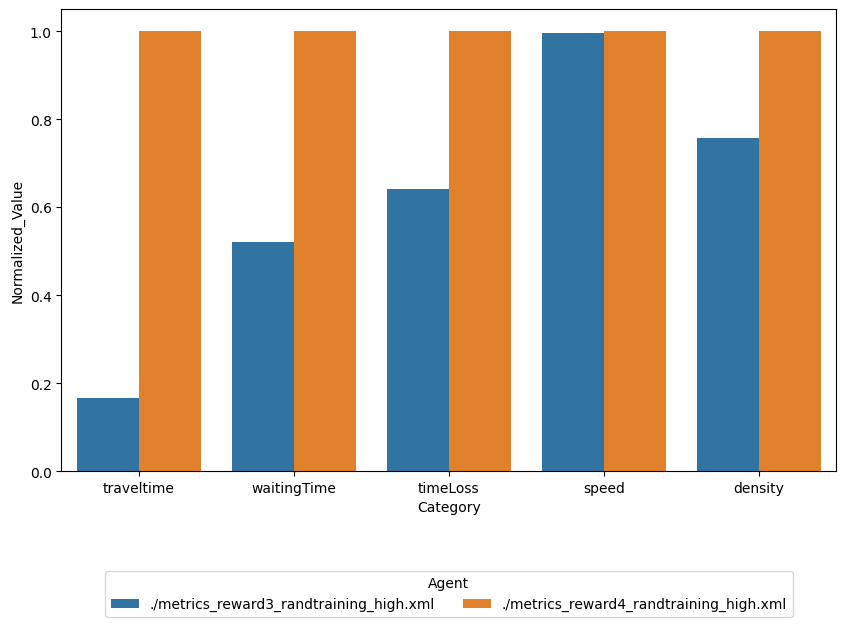 1.0
0.8
0.6
0.4
0.2
0.0
Normalized_Value
traveltime waitingTime timeLoss speed density
Category
Agent
./metrics_reward3_randtraining_high.xml ./metrics_reward4_randtraining_high.xml